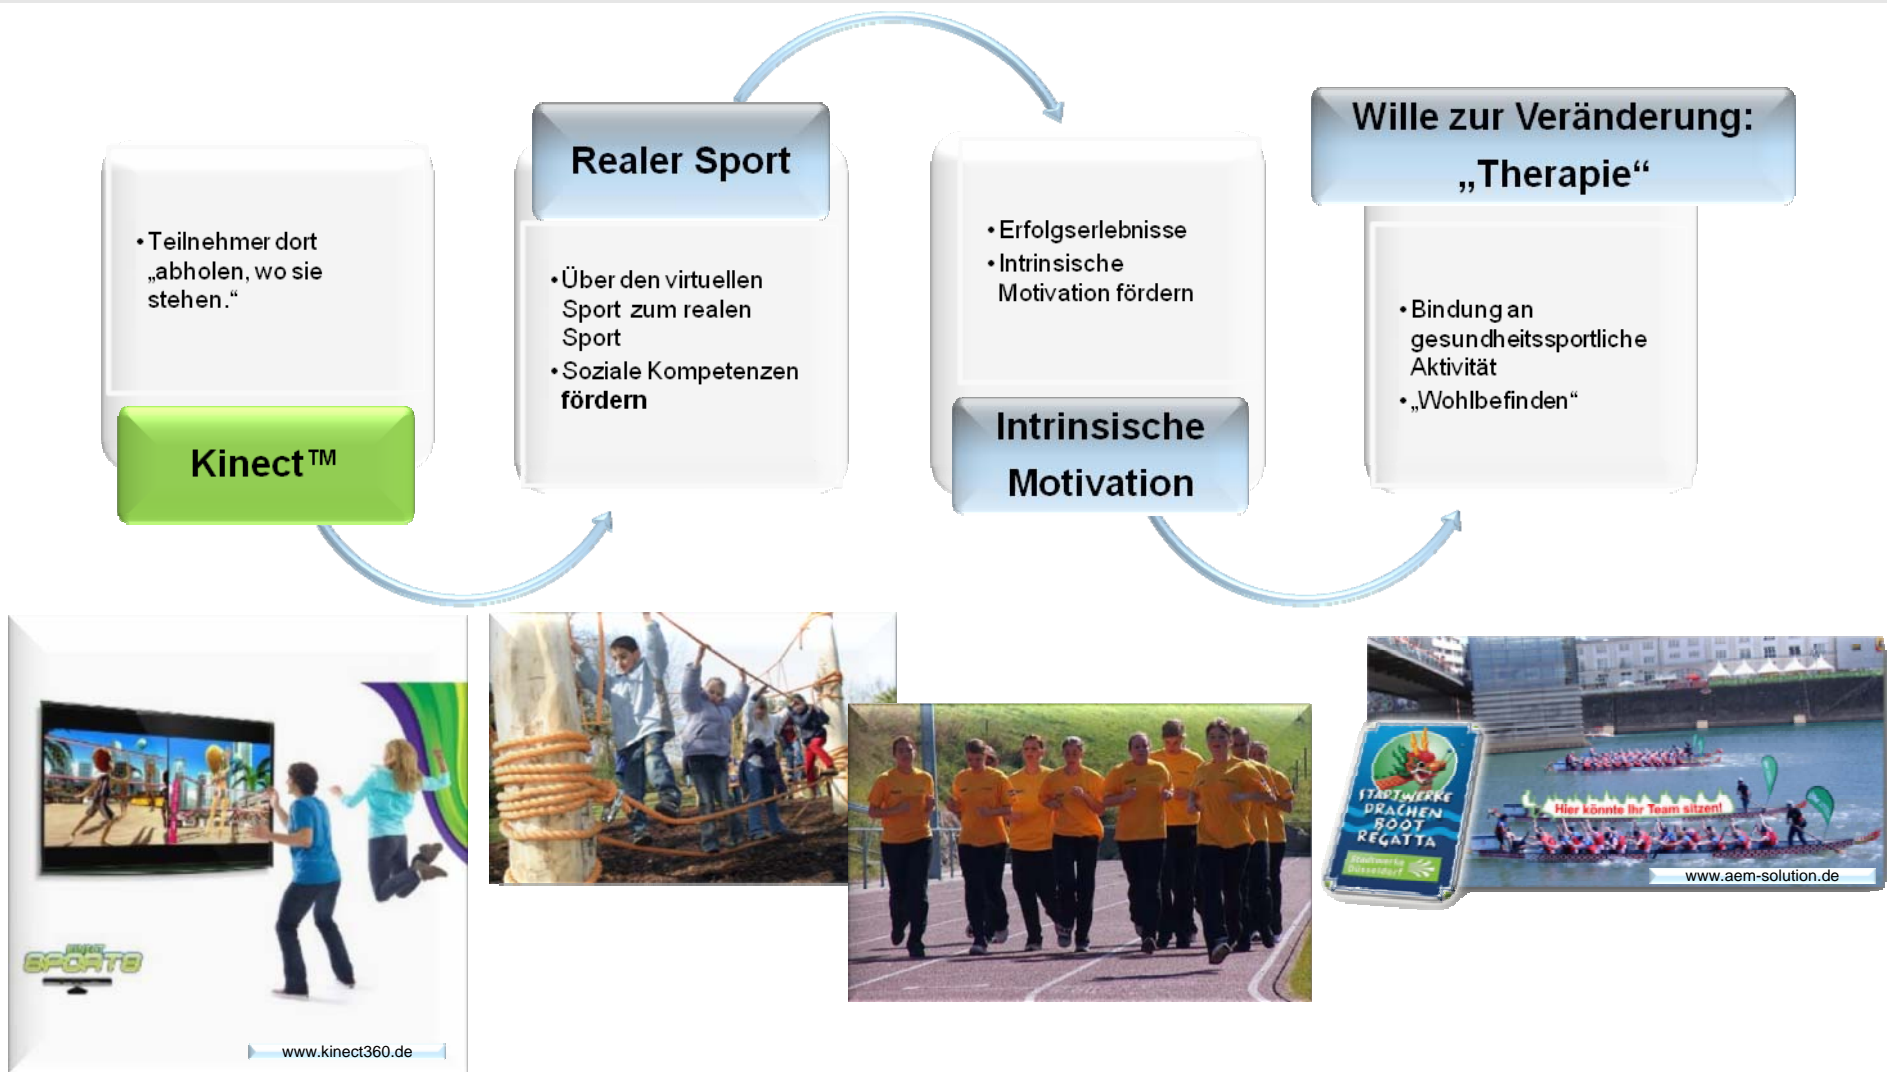 • Teilnehmer dort
„abholen, wo sie
stehen.“
Kinect™
Realer Sport
• Über den virtuellen
Sport zum realen
Sport
• Soziale Kompetenzen
fördern
• Erfolgserlebnisse
• Intrinsische
Motivation fördern
Intrinsische
Motivation
Wille zur Veränderung:
„Therapie“
• Bindung an
gesundheitssportliche
Aktivität
• „Wohlbefinden“
SPORTS
www.kinect360.de
STADTWERKE
DRACHEN
BOOT
REGATTA
Stadtwerke
Düsseldorf
Hier könnte Ihr Team sitzen!
www.aem-solution.de